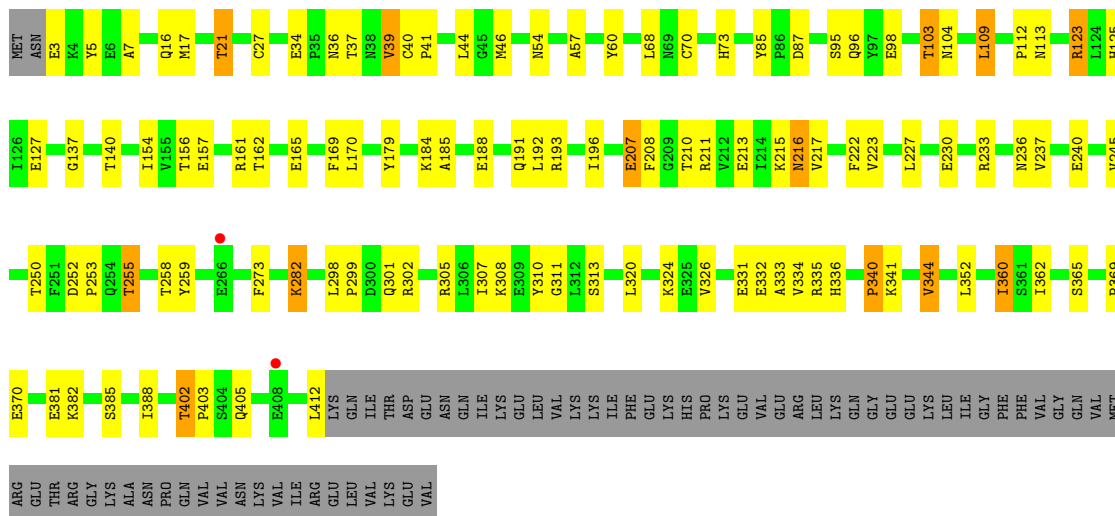 MET ASN E3 K4 Y5 E6 A7 Q16 M17 T21 C27 E34 P35 N36 T37 N38 V39 C40 P41 L44 G45 M46 N54 A57 Y60 L68 N69 C70 H73 Y85 P86 D87 S95 Q96 Y97 E98 T103 N104 L109 P112 N113 R123 L124 H125
I126 E127 G137 T140 I154 V155 T156 E157 R161 T162 E165 F169 L170 Y179 K184 A185 E188 Q191 L192 R193 I196 E207 F208 G209 T210 R211 V212 E213 I214 K215 N216 V217 F222 V223 L227 E230 R233 N236 V237 E240 V245
T250 F251 D252 P253 Q254 T255 T258 Y259 E266 F273 K282 L298 P299 D300 Q301 R302 R305 L306 I307 K308 E309 Y310 G311 L312 S313 L320 K324 E325 V326 E331 E332 A333 V334 R335 H336 P340 K341 V344 L352 I360 S361 I362 S365 R369
E370 E381 K382 S385 I388 T402 P403 S404 Q405 E408 L412 LYS GLN ILE THR ASP GLU ASN GLN ILE LYS GLU LEU VAL LYS LYS ILE PHE GLU LYS HIS PRO LYS GLU VAL GLU ARG LEU LYS GLN GLY GLU GLU LYS LEU ILE GLY PHE PHE VAL GLY GLN VAL MET
ARG GLU THR ARG GLY LYS ALA ASN PRO GLN VAL VAL ASN LYS VAL ILE ARG GLU LEU VAL LYS GLU VAL